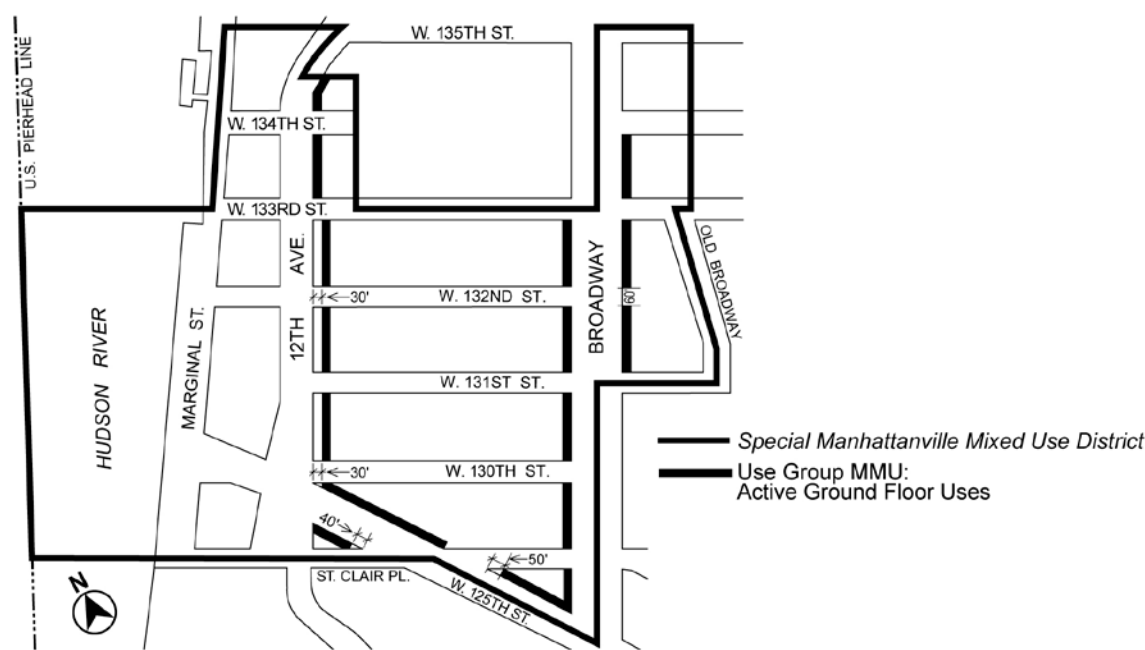 W. 135TH ST.
U.S. PIERHEAD LINE
W. 134TH ST.
W. 133RD ST.
OLD BROADWAY
AVE.
BROADWAY
30'
W. 132ND ST.
60'
MARGINAL ST.
12TH
HUDSON RIVER
W. 131ST ST.
Special Manhattanville Mixed Use District
30'
W. 130TH ST.
Use Group MMU:
Active Ground Floor Uses
40'
50'
ST. CLAIR PL.
W. 125TH ST.
N